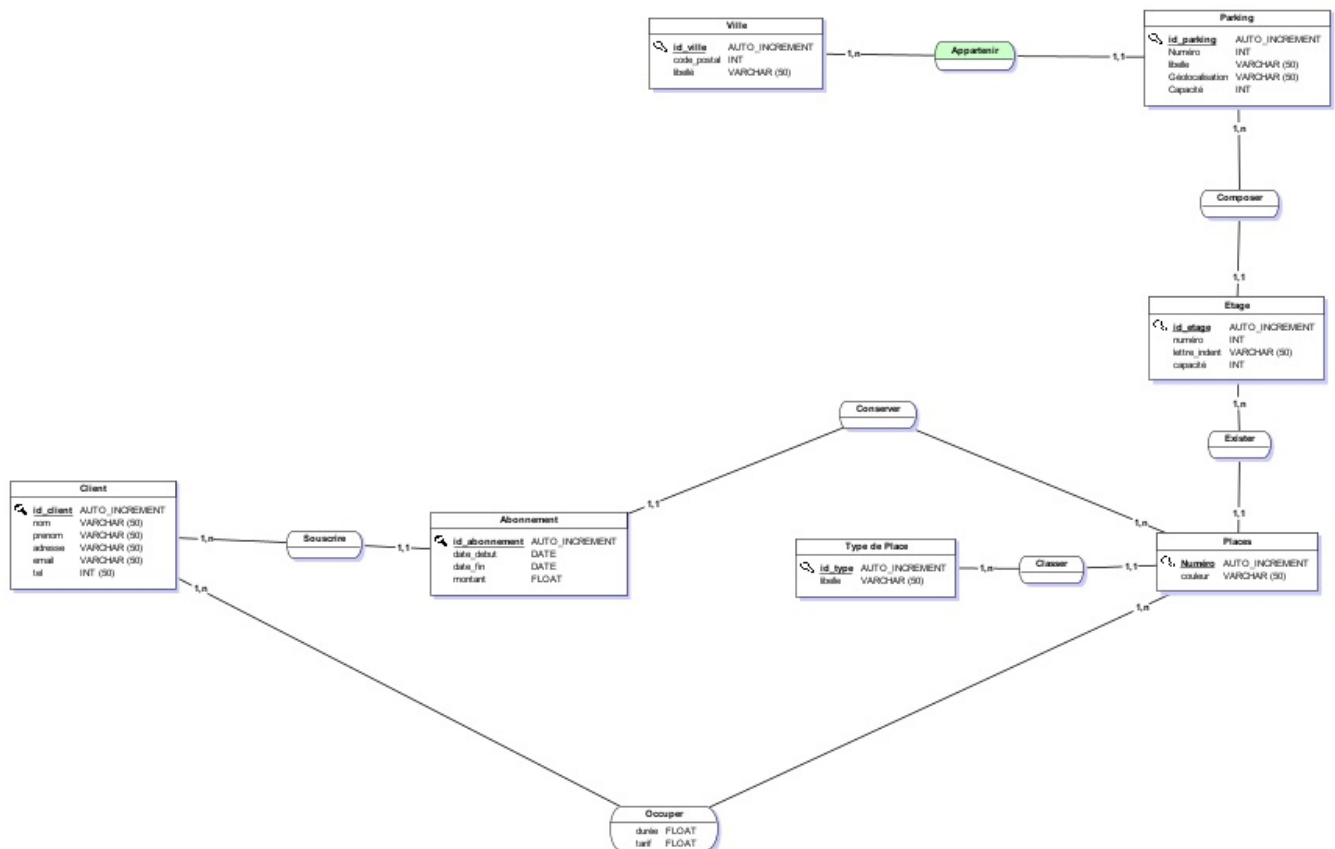 Ville
id_ville AUTO_INCREMENT
code_postal INT
libellé VARCHAR (50)
1,n
Appartenir
1,1
Parking
id_parking AUTO_INCREMENT
Numéro INT
libelle VARCHAR (50)
Géolocalisation VARCHAR (50)
Capacité INT
1,n
Composer
1,1
Etage
id_etage AUTO_INCREMENT
numéro INT
lettre_indent VARCHAR (50)
capacité INT
1,n
Exister
1,1
Conserver
1,1
1,n
Client
id_client AUTO_INCREMENT
nom VARCHAR (50)
prenom VARCHAR (50)
adresse VARCHAR (50)
email VARCHAR (50)
tel INT (50)
1,n
Souscrire
1,1
Abonnement
id_abonnement AUTO_INCREMENT
date_debut DATE
date_fin DATE
montant FLOAT
Type de Place
id_type AUTO_INCREMENT
libelle VARCHAR (50)
1,n
Classer
1,1
Places
Numéro AUTO_INCREMENT
couleur VARCHAR (50)
1,n
1,n
Occuper
durée FLOAT
tarif FLOAT